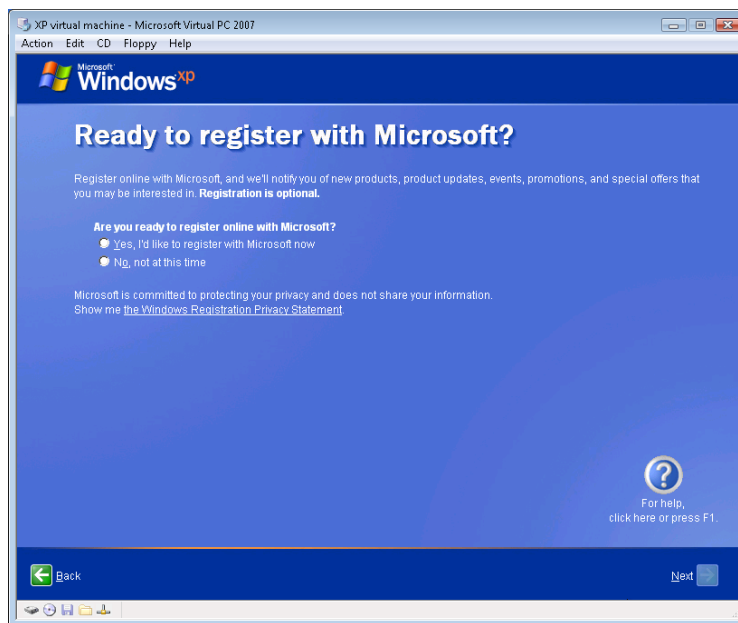 XP virtual machine - Microsoft Virtual PC 2007
Action Edit CD Floppy Help
Microsoft
Windows xp
Ready to register with Microsoft?
Register online with Microsoft, and we'll notify you of new products, product updates, events, promotions, and special offers that
you may be interested in. Registration is optional.
Are you ready to register online with Microsoft?
Yes, I'd like to register with Microsoft now
No, not at this time
Microsoft is committed to protecting your privacy and does not share your information.
Show me the Windows Registration Privacy Statement.
For help,
click here or press F1.
Back
Next